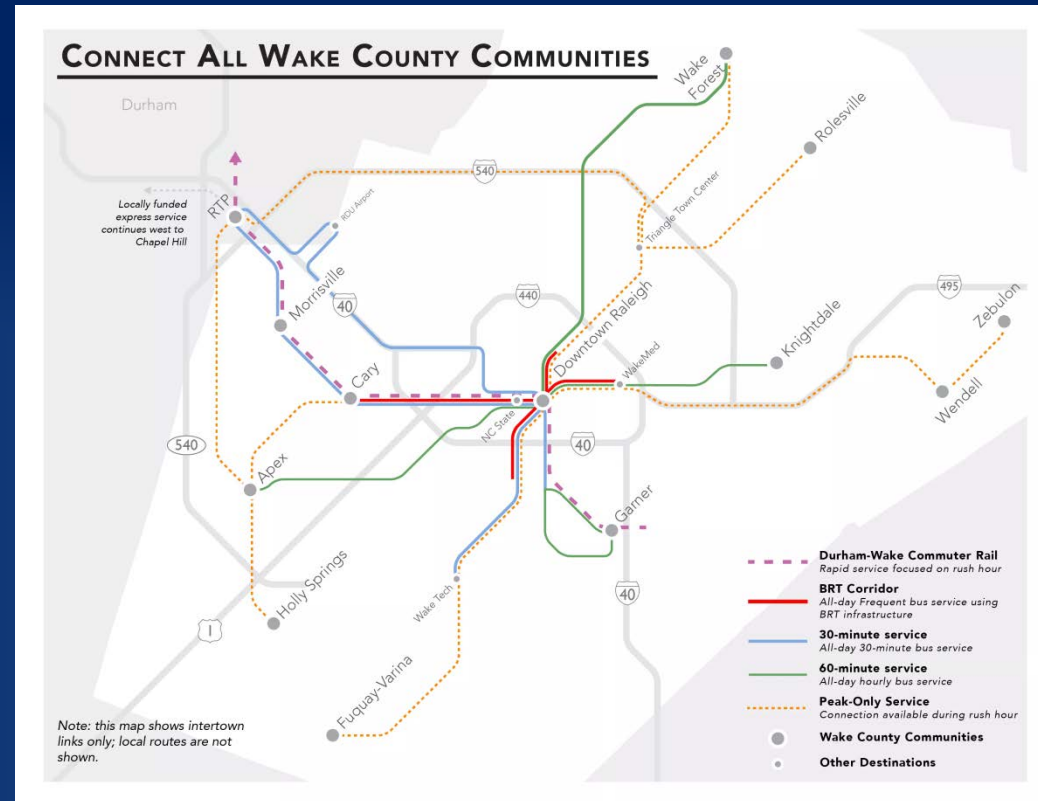 CONNECT ALL WAKE COUNTY COMMUNITIES
Durham
Wake
Forest
Rolesville
540
Triangle Town Center
RDU Airport
Locally funded
express service
continues west to
Chapel Hill
RTP
Morrisville
40
440
Downtown Raleigh
495
Zebulon
Knightdale
WakeMed
Wendell
Cary
NC State
540
40
Apex
Garner
Holly Springs
Wake Tech
40
1
Fuquay-Varina
Durham-Wake Commuter Rail
Rapid service focused on rush hour
BRT Corridor
All-day Frequent bus service using
BRT infrastructure
30-minute service
All-day 30-minute bus service
60-minute service
All-day hourly bus service
Peak-Only Service
Connection available during rush hour
Wake County Communities
Other Destinations
Note: this map shows intertown
links only; local routes are not
shown.